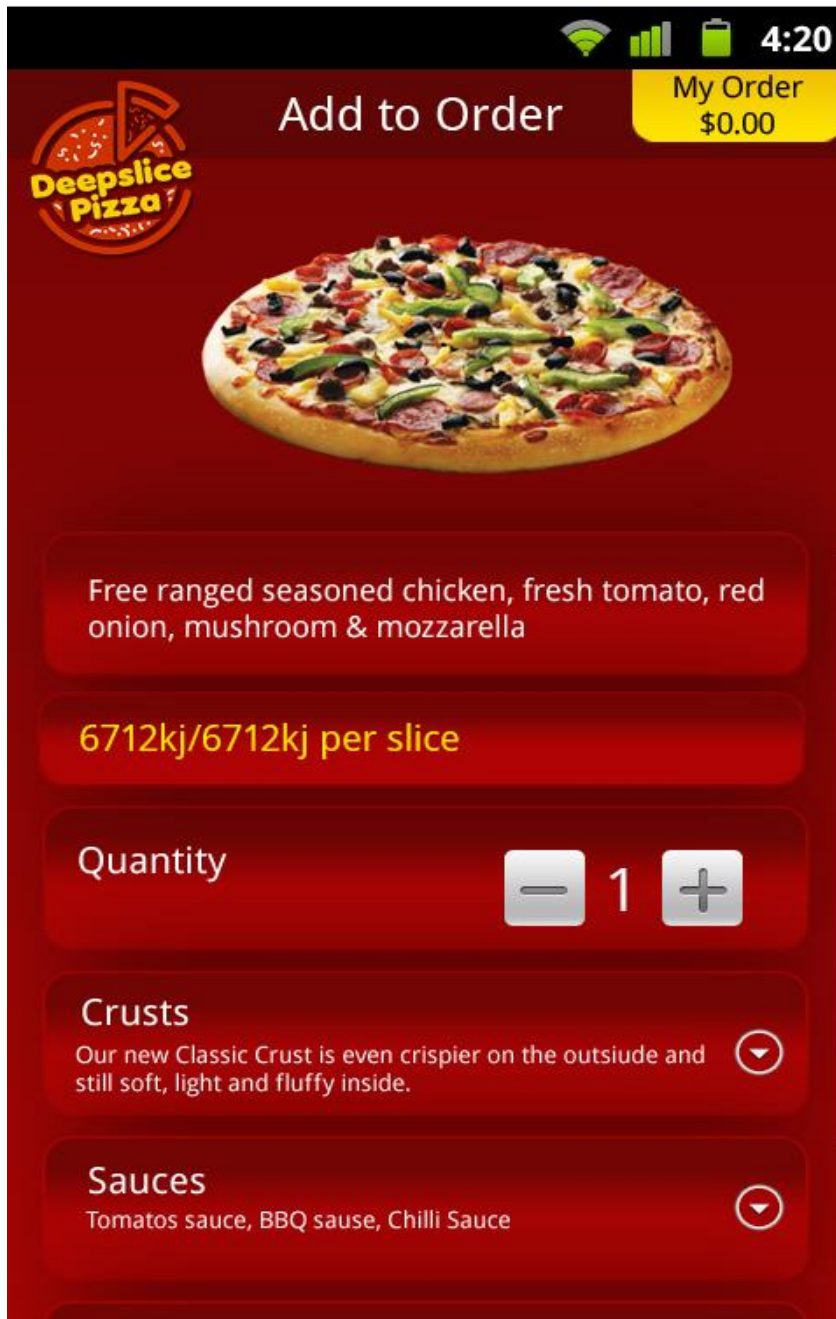 4:20
Add to Order
My Order
$0.00
Deepslice
Pizza
Free ranged seasoned chicken, fresh tomato, red
onion, mushroom & mozzarella
6712kj/6712kj per slice
Quantity
1
Crusts
Our new Classic Crust is even crispier on the outsiude and
still soft, light and fluffy inside.
Sauces
Tomatos sauce, BBQ sause, Chilli Sauce